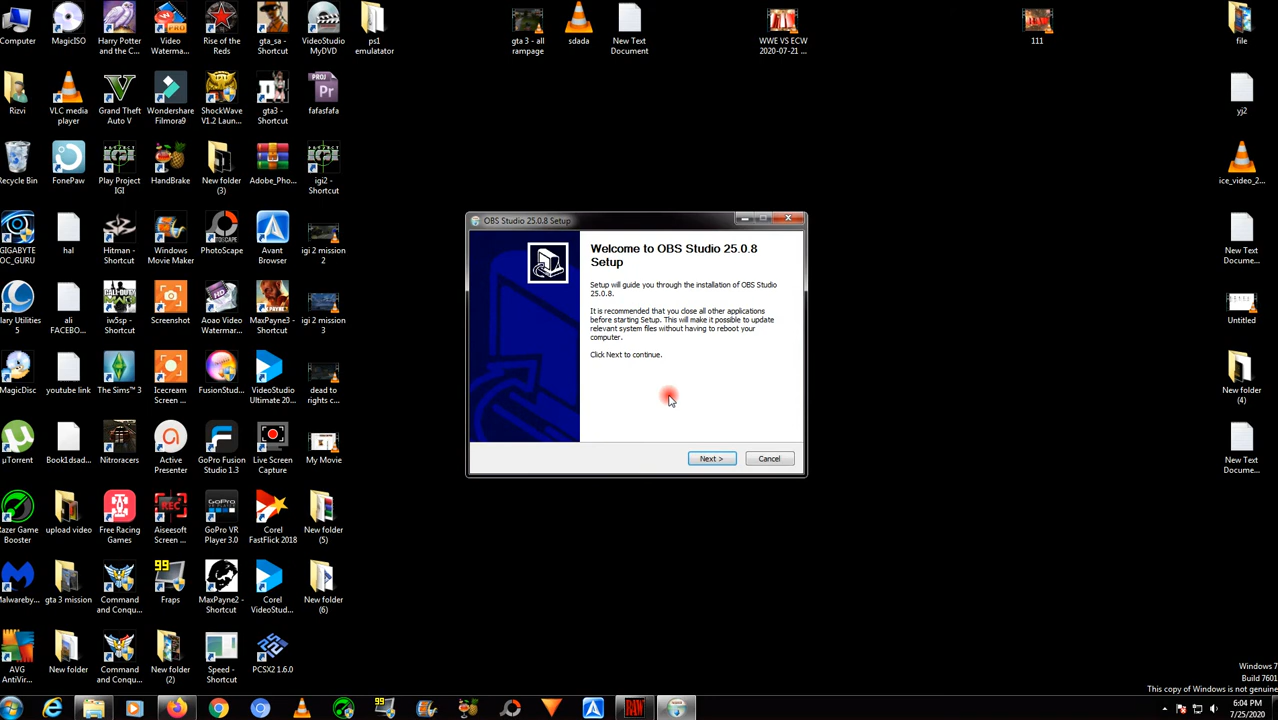 Computer
MagicISO
Harry Potter
and the C...
Video
Waterma...
Rise of the
Reds
gta_sa -
Shortcut
VideoStudio
MyDVD
ps1
emulatator
gta 3 - all
rampage
sdada
New Text
Document
WWE VS ECW
2020-07-21 ...
111
file
Rizvi
VLC media
player
Grand Theft
Auto V
Wondershare
Filmora9
ShockWave
V1.2 Laun...
gta3 -
Shortcut
PROJ
Pr
fafasfafa
yj2
Recycle Bin
FonePaw
Play Project
IGI
HandBrake
New folder
(3)
Adobe_Pho...
igi2 -
Shortcut
ice_video_2...
GIGABYTE
OC_GURU
hal
Hitman -
Shortcut
Windows
Movie Maker
PhotoScape
Avant
Browser
igi 2 mission
2
New Text
Docume...
OBS Studio 25.0.8 Setup
Welcome to OBS Studio 25.0.8
Setup
Setup will guide you through the installation of OBS Studio
25.0.8.
It is recommended that you close all other applications
before starting Setup. This will make it possible to update
relevant system files without having to reboot your
computer.
Click Next to continue.
Next >
Cancel
lary Utilities
5
ali
FACEBO...
iw5sp -
Shortcut
Screenshot
Aoao Video
Watermar...
MaxPayne3 -
Shortcut
igi 2 mission
3
Untitled
MagicDisc
youtube link
The Sims™ 3
Icecream
Screen ...
FusionStud...
VideoStudio
Ultimate 20...
dead to
rights c...
New folder
(4)
µTorrent
Book1dsad...
Nitroracers
Active
Presenter
GoPro Fusion
Studio 1.3
Live Screen
Capture
My Movie
New Text
Docume...
Razer Game
Booster
upload video
Free Racing
Games
REC
Aiseesoft
Screen ...
GoPro VR
Player 3.0
Corel
FastFlick 2018
New folder
(5)
Malwareby...
gta 3 mission
Command
and Conqu...
99
Fraps
MaxPayne2 -
Shortcut
Corel
VideoStud...
New folder
(6)
AVG
AntiVir...
New folder
Command
and Conqu...
New folder
(2)
Speed -
Shortcut
PCSX2 1.6.0
Windows 7
Build 7601
This copy of Windows is not genuine
99
RAW
6:04 PM
7/25/2020